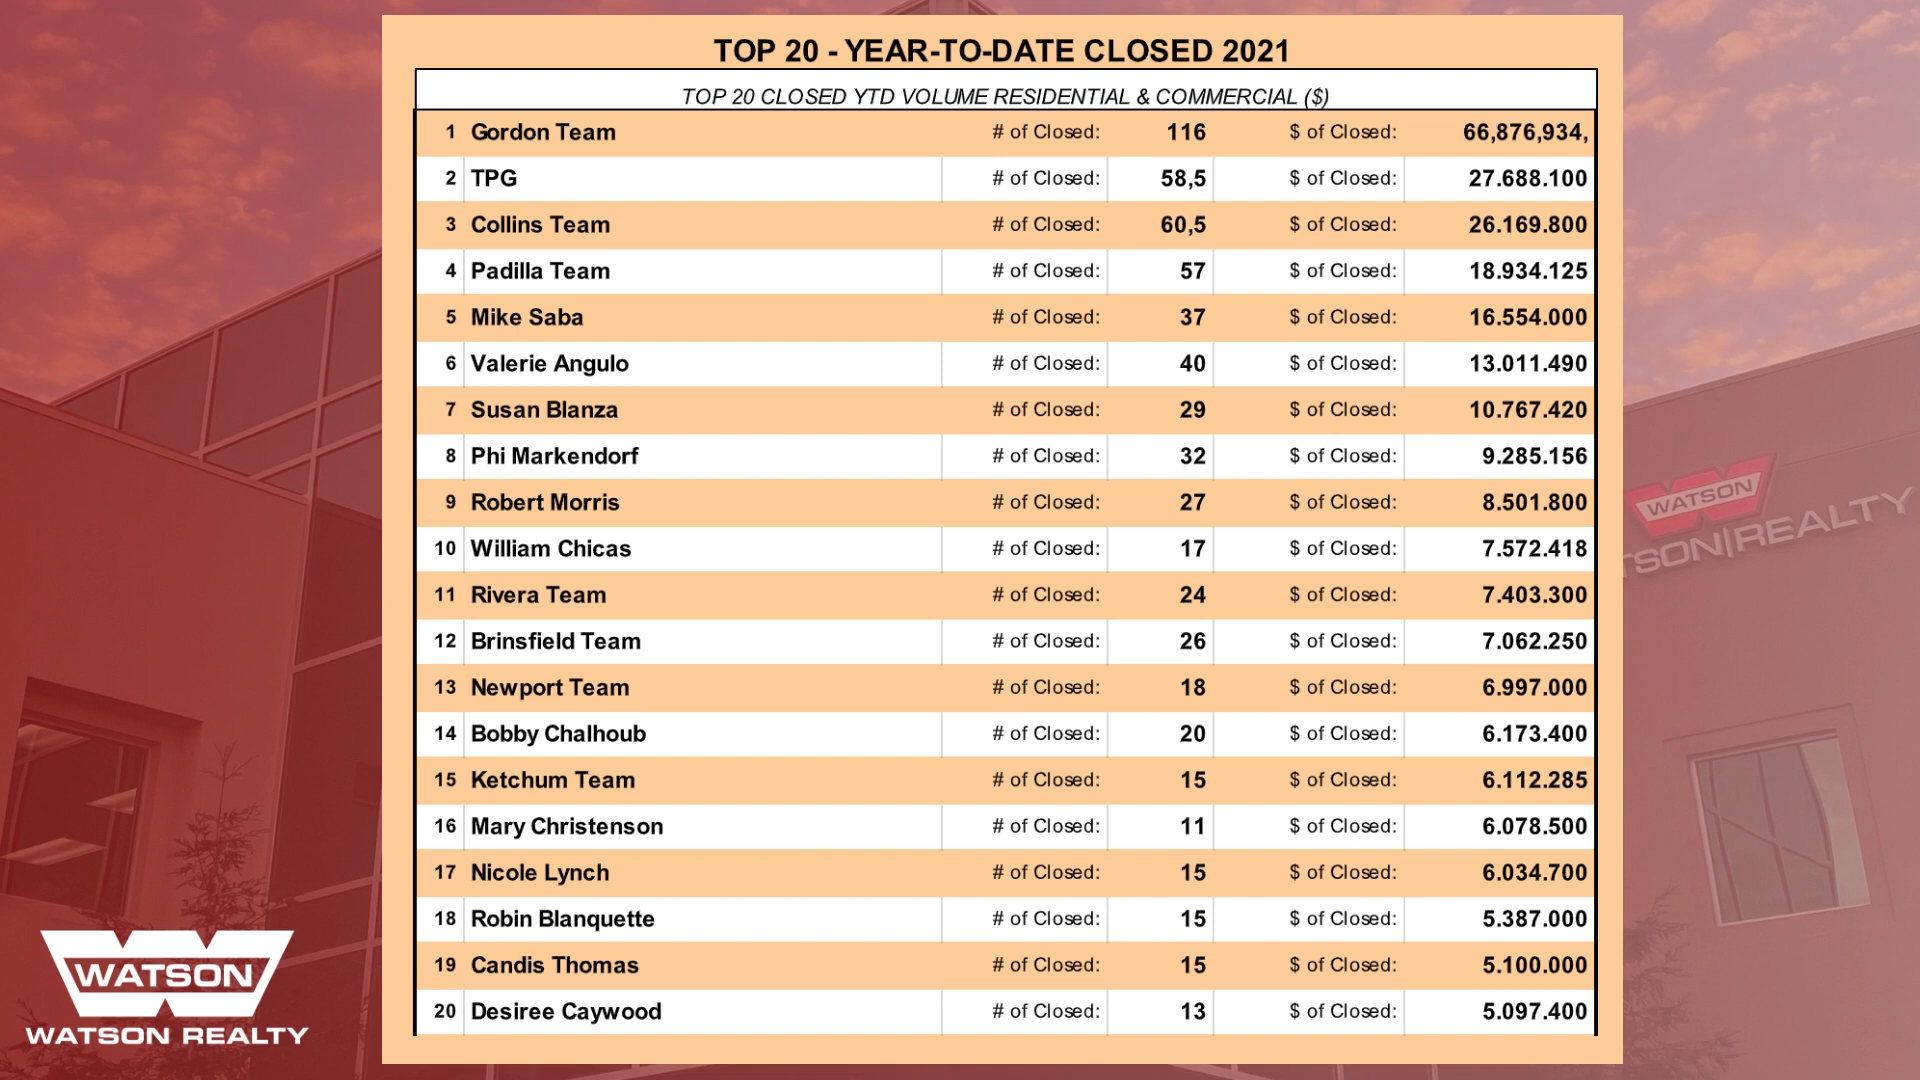 TOP 20 - YEAR-TO-DATE CLOSED 2021
TOP 20 CLOSED YTD VOLUME RESIDENTIAL & COMMERCIAL ($)
1 Gordon Team # of Closed: 116 $ of Closed: 66,876,934,
2 TPG # of Closed: 58,5 $ of Closed: 27.688.100
3 Collins Team # of Closed: 60,5 $ of Closed: 26.169.800
4 Padilla Team # of Closed: 57 $ of Closed: 18.934.125
5 Mike Saba # of Closed: 37 $ of Closed: 16.554.000
6 Valerie Angulo # of Closed: 40 $ of Closed: 13.011.490
7 Susan Blanza # of Closed: 29 $ of Closed: 10.767.420
8 Phi Markendorf # of Closed: 32 $ of Closed: 9.285.156
9 Robert Morris # of Closed: 27 $ of Closed: 8.501.800
10 William Chicas # of Closed: 17 $ of Closed: 7.572.418
11 Rivera Team # of Closed: 24 $ of Closed: 7.403.300
12 Brinsfield Team # of Closed: 26 $ of Closed: 7.062.250
13 Newport Team # of Closed: 18 $ of Closed: 6.997.000
14 Bobby Chalhoub # of Closed: 20 $ of Closed: 6.173.400
15 Ketchum Team # of Closed: 15 $ of Closed: 6.112.285
16 Mary Christenson # of Closed: 11 $ of Closed: 6.078.500
17 Nicole Lynch # of Closed: 15 $ of Closed: 6.034.700
18 Robin Blanquette # of Closed: 15 $ of Closed: 5.387.000
19 Candis Thomas # of Closed: 15 $ of Closed: 5.100.000
20 Desiree Caywood # of Closed: 13 $ of Closed: 5.097.400
WATSON
TSON|REALTY
WATSON
WATSON REALTY